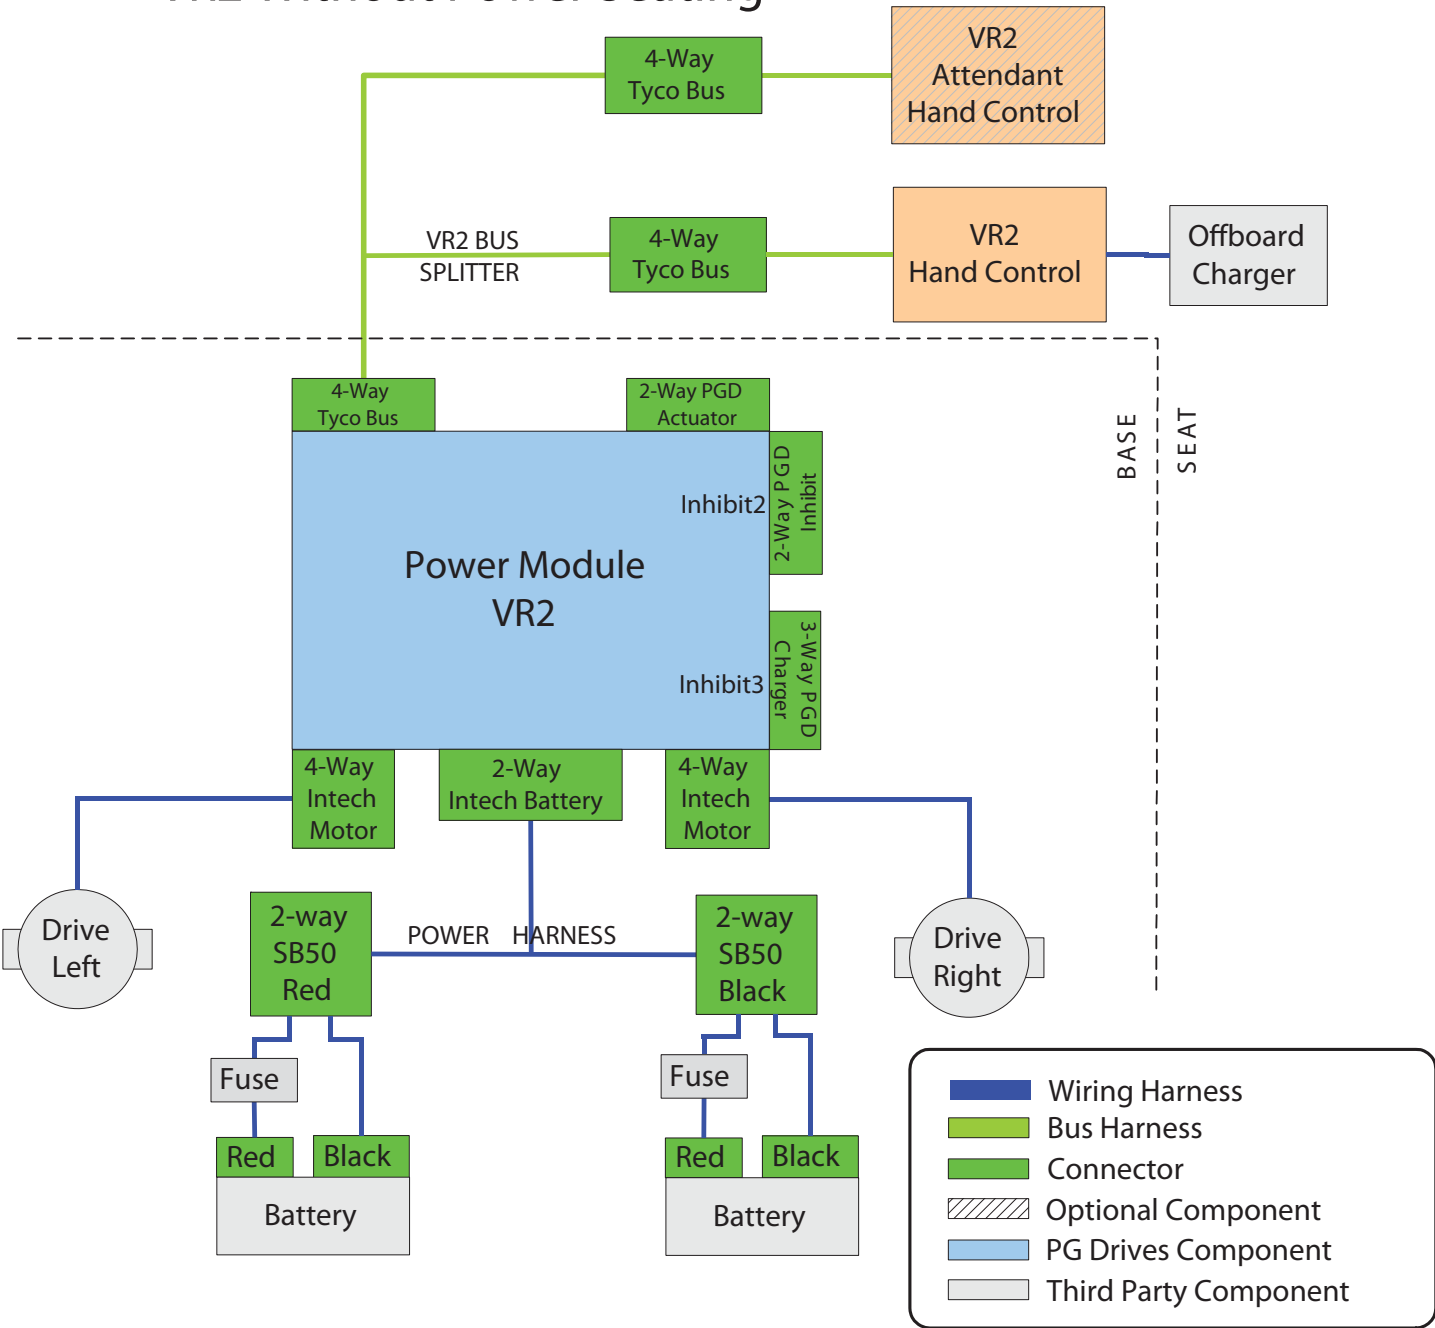 VR2 Without Power Seating
4-Way
Tyco Bus
VR2
Attendant
Hand Control
VR2 BUS
SPLITTER
4-Way
Tyco Bus
VR2
Hand Control
Offboard
Charger
4-Way
Tyco Bus
2-Way PGD
Actuator
BASE
SEAT
Inhibit2
2-Way PGD
Inhibit
Power Module
VR2
Inhibit3
3-Way PGD
Charger
4-Way
Intech
Motor
2-Way
Intech Battery
4-Way
Intech
Motor
Drive
Left
2-way
SB50
Red
POWER HARNESS
2-way
SB50
Black
Drive
Right
Fuse
Fuse
Red
Black
Red
Black
Battery
Battery
Wiring Harness
Bus Harness
Connector
Optional Component
PG Drives Component
Third Party Component